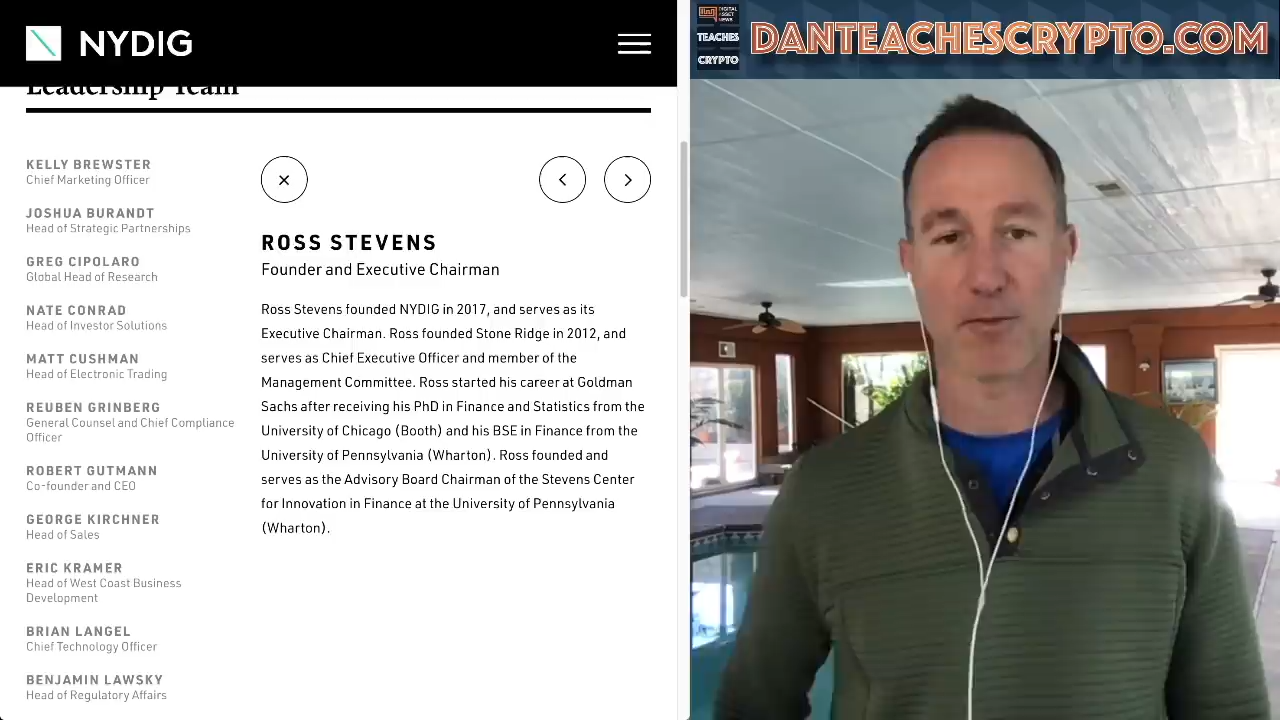 NYDIG
Leadership Team
KELLY BREWSTER
Chief Marketing Officer
JOSHUA BURANDT
Head of Strategic Partnerships
GREG CIPOLARO
Global Head of Research
NATE CONRAD
Head of Investor Solutions
MATT CUSHMAN
Head of Electronic Trading
REUBEN GRINBERG
General Counsel and Chief Compliance
Officer
ROBERT GUTMANN
Co-founder and CEO
GEORGE KIRCHNER
Head of Sales
ERIC KRAMER
Head of West Coast Business
Development
BRIAN LANGEL
Chief Technology Officer
BENJAMIN LAWSKY
Head of Regulatory Affairs
ROSS STEVENS
Founder and Executive Chairman
Ross Stevens founded NYDIG in 2017, and serves as its
Executive Chairman. Ross founded Stone Ridge in 2012, and
serves as Chief Executive Officer and member of the
Management Committee. Ross started his career at Goldman
Sachs after receiving his PhD in Finance and Statistics from the
University of Chicago (Booth) and his BSE in Finance from the
University of Pennsylvania (Wharton). Ross founded and
serves as the Advisory Board Chairman of the Stevens Center
for Innovation in Finance at the University of Pennsylvania
(Wharton).
DIGITAL
ASSET
NEWS
TEACHES
CRYPTO
DANTEACHESCRYPTO.COM